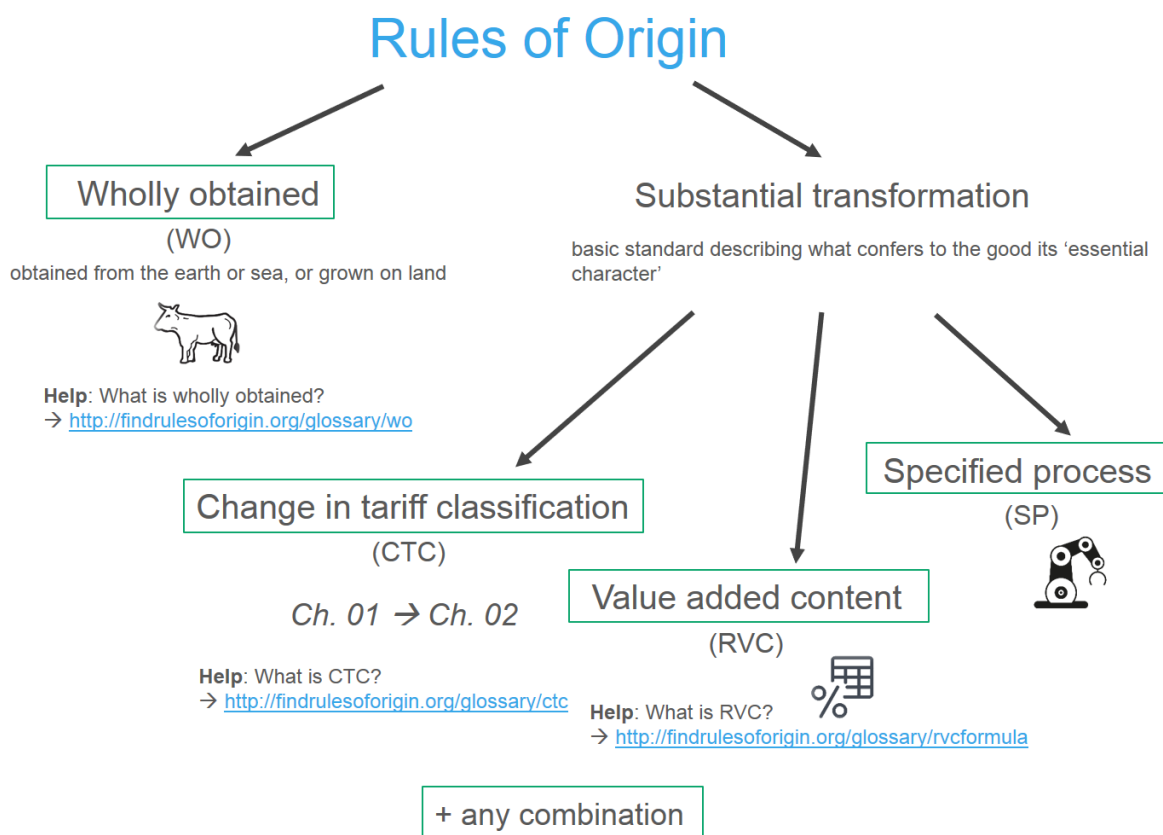 Rules of Origin
Wholly obtained
(WO)
obtained from the earth or sea, or grown on land
Help: What is wholly obtained?
→ http://findrulesoforigin.org/glossary/wo
Substantial transformation
basic standard describing what confers to the good its ‘essential
character’
Change in tariff classification
(CTC)
Ch. 01 → Ch. 02
Help: What is CTC?
→ http://findrulesoforigin.org/glossary/ctc
Value added content
(RVC)
%
Help: What is RVC?
→ http://findrulesoforigin.org/glossary/rvcformula
Specified process
(SP)
+ any combination